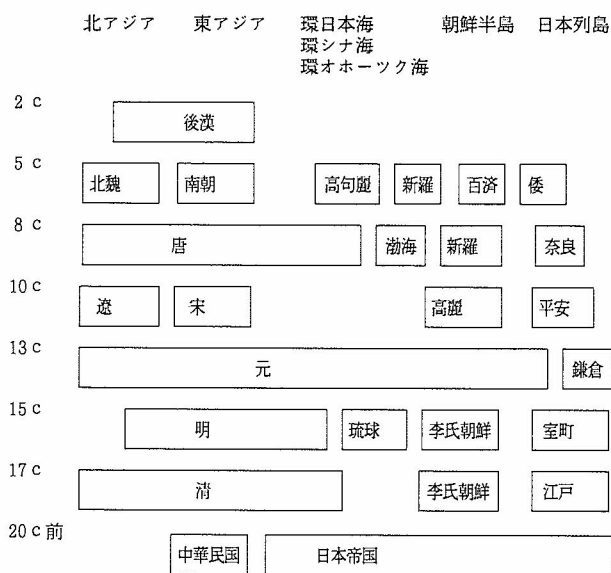 北アジア 東アジア 環日本海 朝鮮半島 日本列島
環シナ海
環オホーツク海
2 c
後漢
5 c
北魏 南朝 高句麗 新羅 百済 倭
8 c
唐 渤海 新羅 奈良
10 c
遼 宋 高麗 平安
13 c
元 鎌倉
15 c
明 琉球 李氏朝鮮 室町
17 c
清 李氏朝鮮 江戸
20 c 前
中華民国 日本帝国